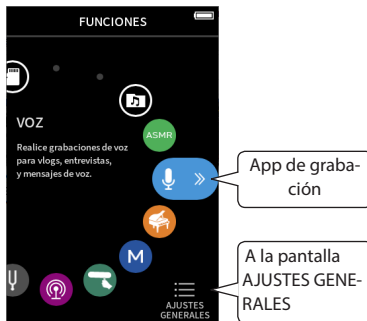 FUNCIONES
VOZ
Realice grabaciones de voz
para vlogs, entrevistas,
y mensajes de voz.
ASMR
M
AJUSTES
GENERALES
App de graba-
ción
A la pantalla
AJUSTES GENE-
RALES